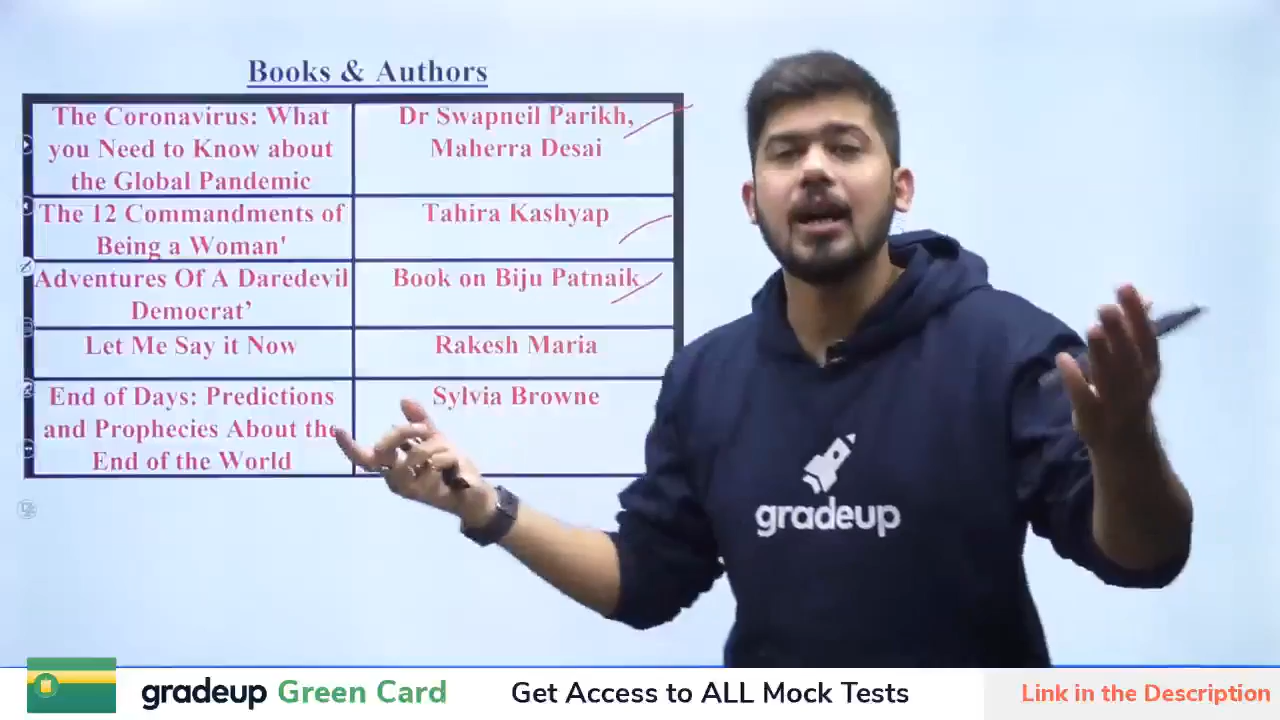 Books & Authors
The Coronavirus: What
you Need to Know about
the Global Pandemic
Dr Swapneil Parikh,
Maherra Desai
The 12 Commandments of
Being a Woman'
Tahira Kashyap
Adventures Of A Daredevil
Democrat’
Book on Biju Patnaik
Let Me Say it Now
Rakesh Maria
End of Days: Predictions
and Prophecies About the
End of the World
Sylvia Browne
gradeup
gradeup Green Card
Get Access to ALL Mock Tests
Link in the Description